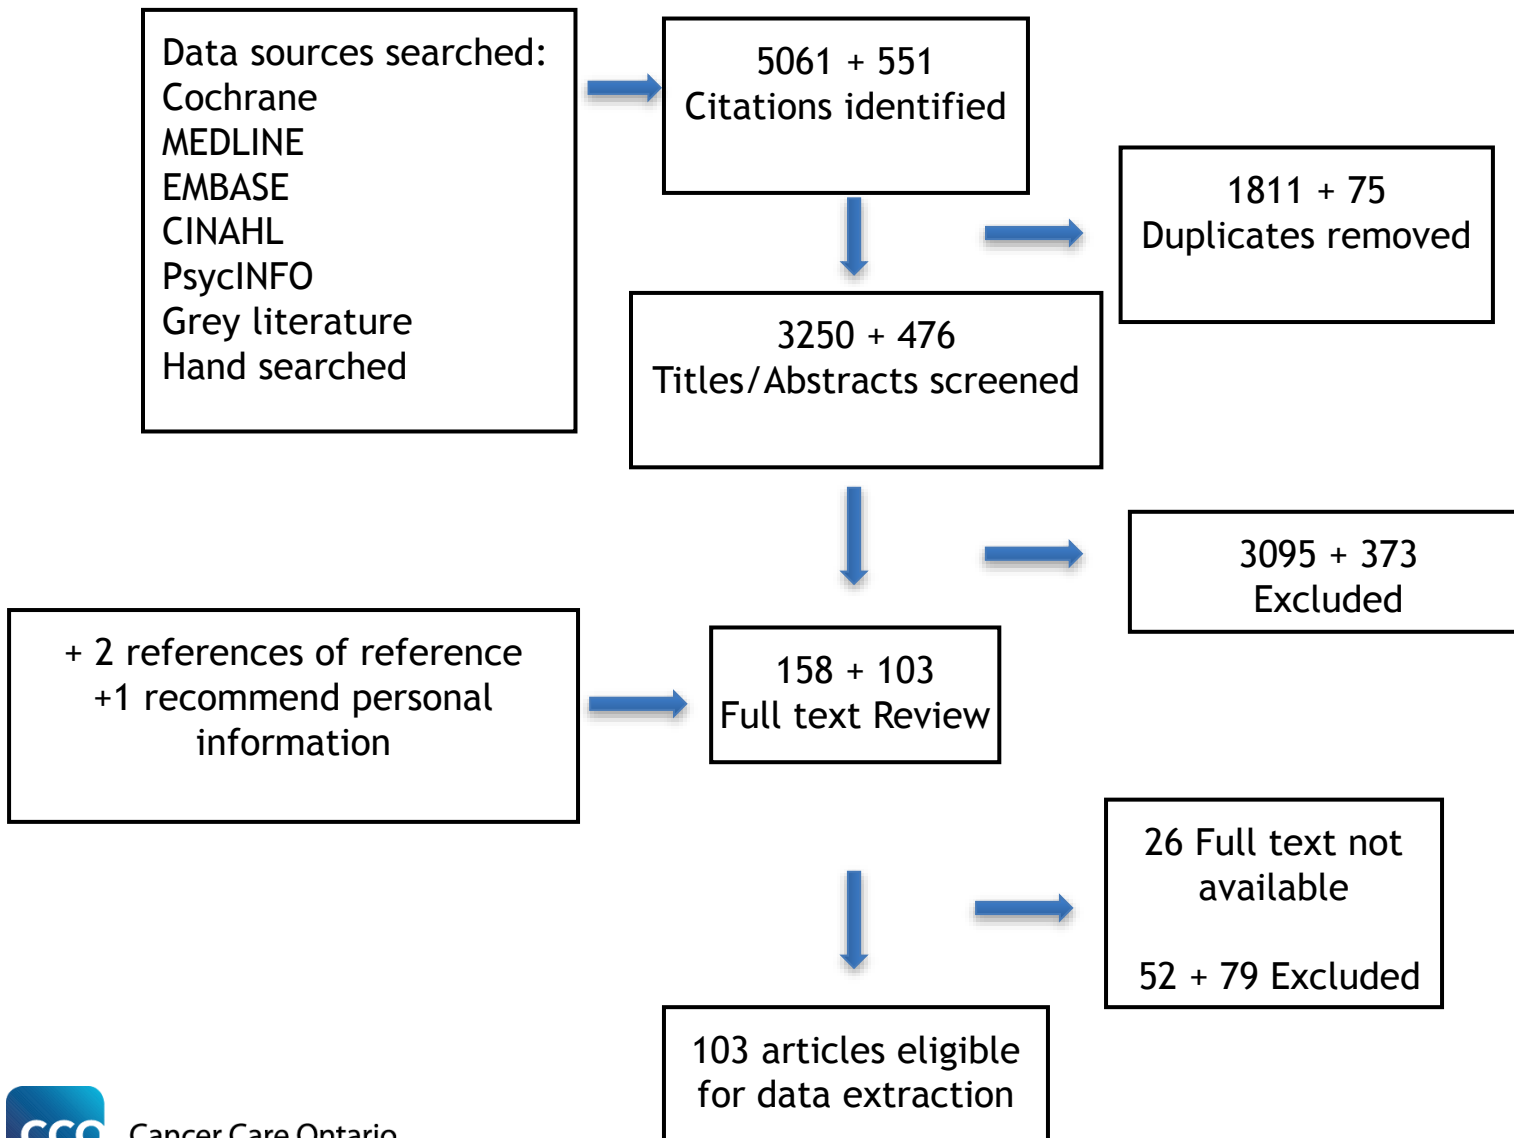 Data sources searched:
Cochrane
MEDLINE
EMBASE
CINAHL
PsycINFO
Grey literature
Hand searched
5061 + 551
Citations identified
1811 + 75
Duplicates removed
3250 + 476
Titles/Abstracts screened
3095 + 373
Excluded
+ 2 references of reference
+1 recommend personal
information
158 + 103
Full text Review
26 Full text not
available
52 + 79 Excluded
103 articles eligible
for data extraction
cco
Cancer Care Ontario